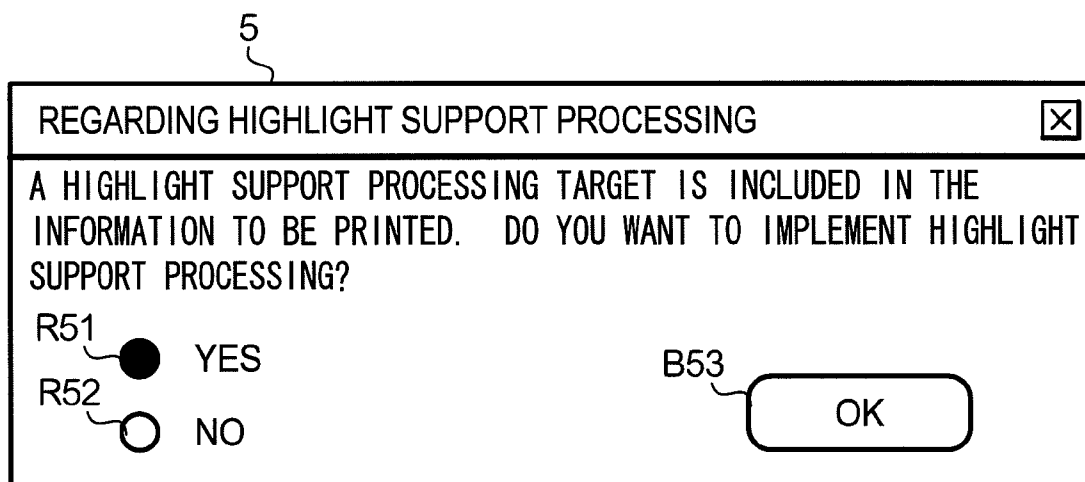 5
REGARDING HIGHLIGHT SUPPORT PROCESSING
A HIGHLIGHT SUPPORT PROCESSING TARGET IS INCLUDED IN THE
INFORMATION TO BE PRINTED. DO YOU WANT TO IMPLEMENT HIGHLIGHT
SUPPORT PROCESSING?
R51 YES
R52 NO
B53 OK